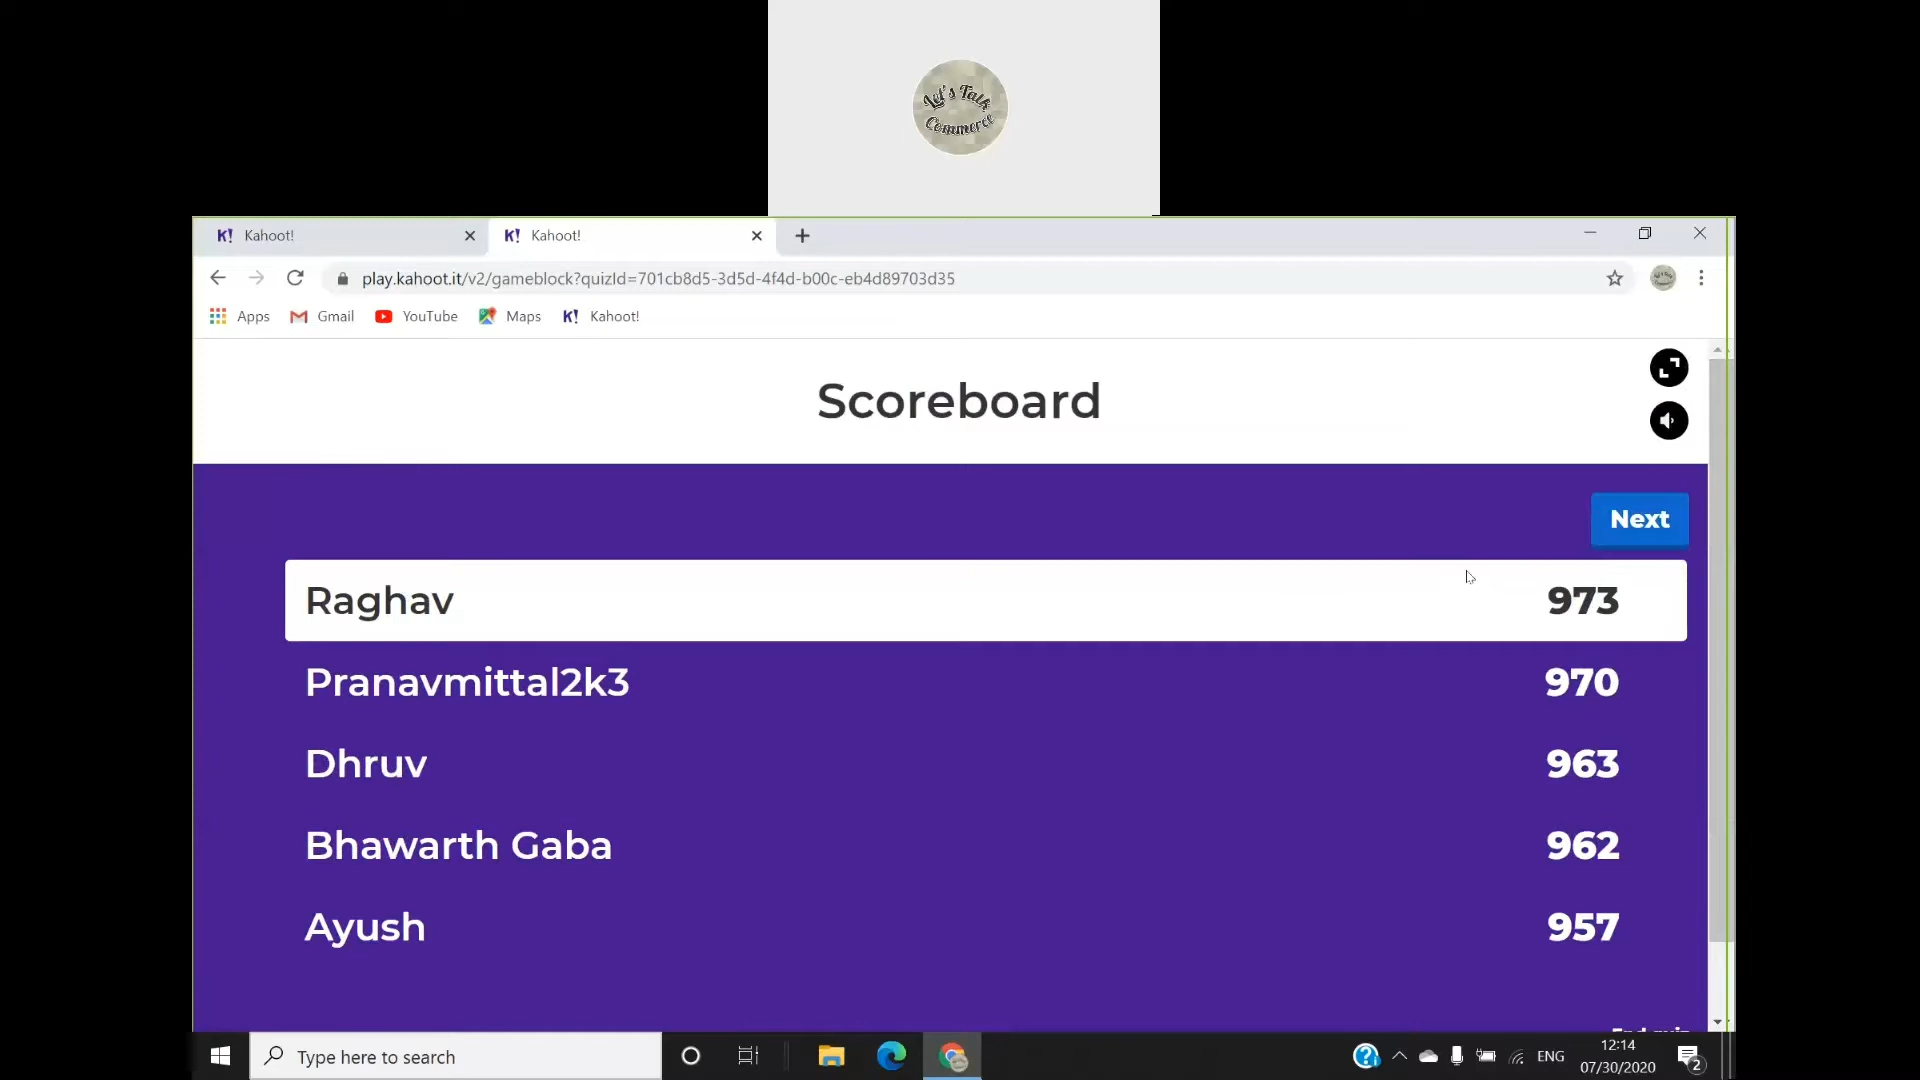 Let's Talk
Commerce
K! Kahoot!
K! Kahoot!
play.kahoot.it/v2/gameblock?quizId=701cb8d5-3d5d-4f4d-b00c-eb4d89703d35
Apps Gmail YouTube Maps K! Kahoot!
Scoreboard
Next
Raghav 973
Pranavmittal2k3 970
Dhruv 963
Bhawarth Gaba 962
Ayush 957
Type here to search
ENG
12:14
07/30/2020
2